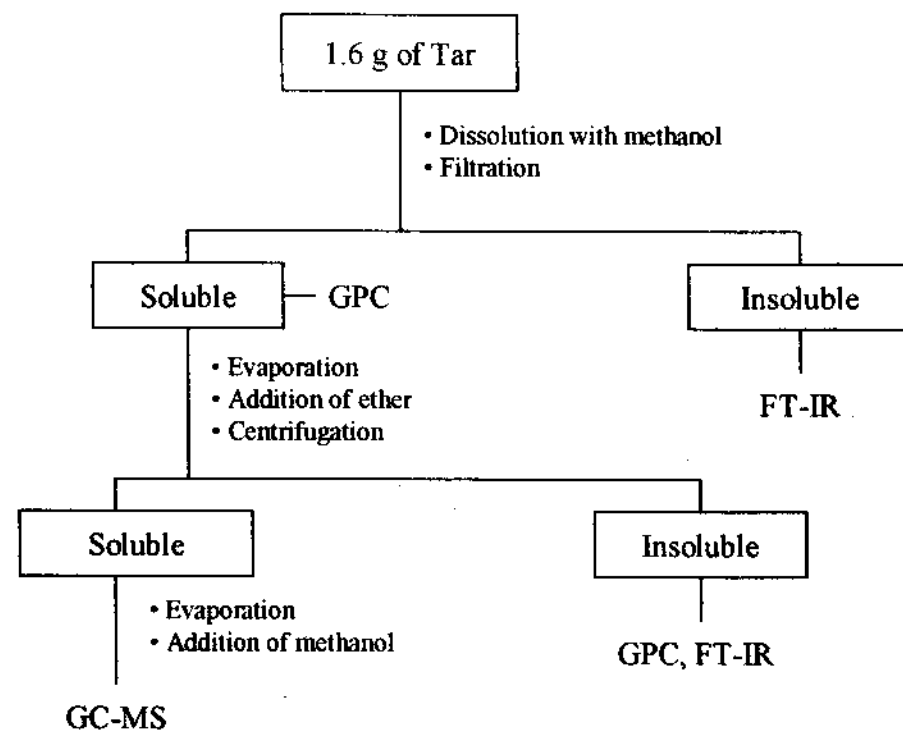 1.6 g of Tar
• Dissolution with methanol
• Filtration
Soluble
GPC
Insoluble
• Evaporation
• Addition of ether
• Centrifugation
FT-IR
Soluble
Insoluble
• Evaporation
• Addition of methanol
GPC, FT-IR
GC-MS